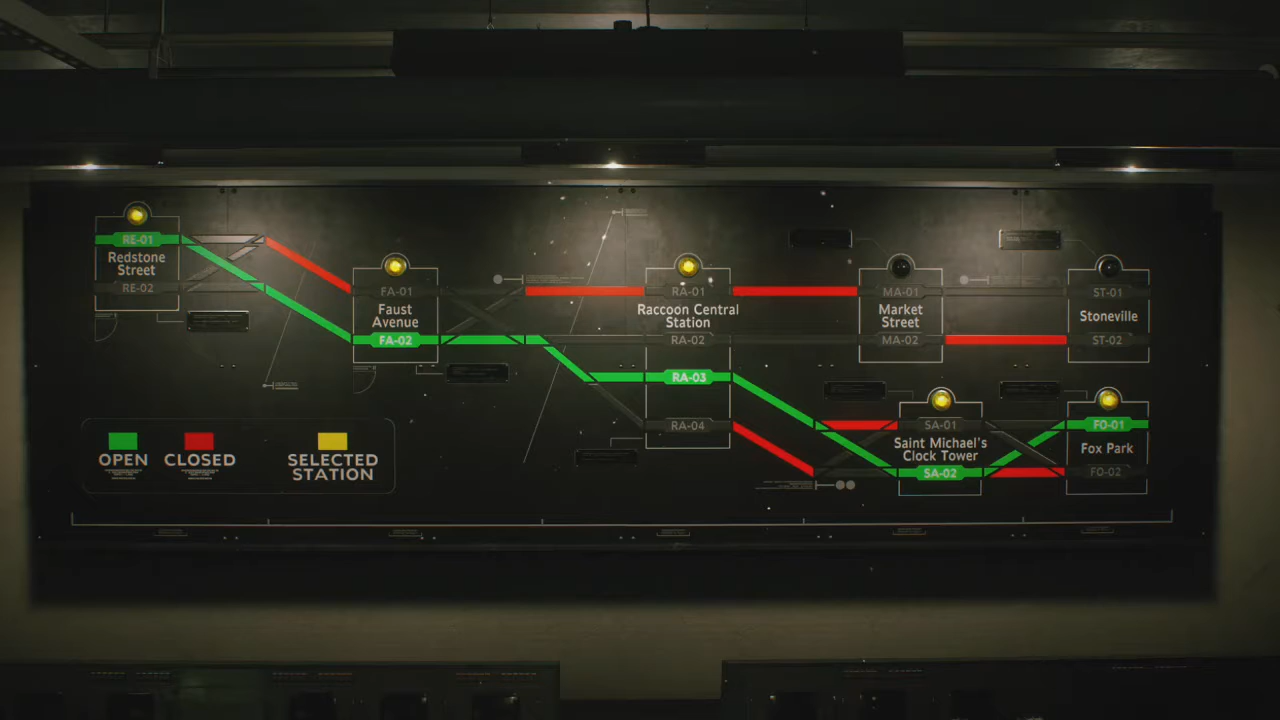 RE-01
Redstone
Street
RE-02
FA-01
Faust
Avenue
FA-02
RA-01
Raccoon Central
Station
RA-02
RA-03
RA-04
MA-01
Market
Street
MA-02
ST-01
Stoneville
ST-02
SA-01
Saint Michael's
Clock Tower
SA-02
FO-01
Fox Park
FO-02
OPEN
CLOSED
SELECTED
STATION